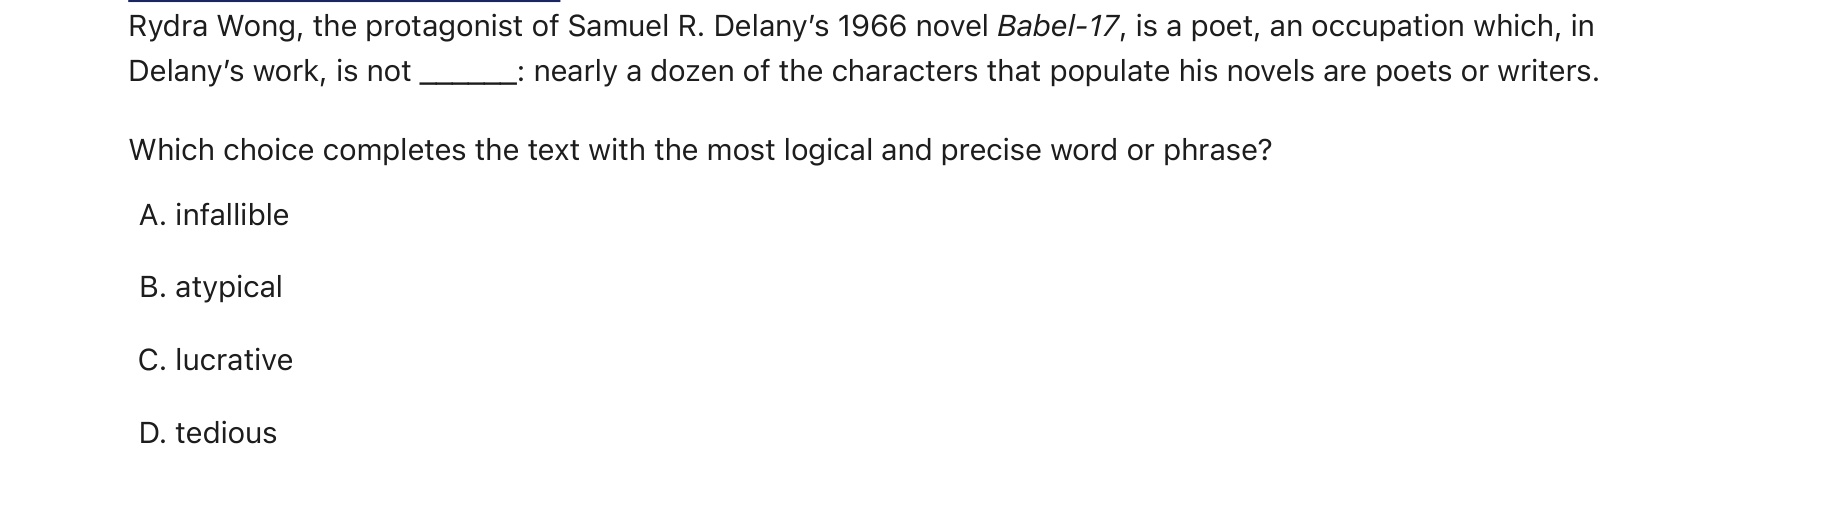 Rydra Wong, the protagonist of Samuel R. Delany’s 1966 novel Babel-17, is a poet, an occupation which, in
Delany’s work, is not ______: nearly a dozen of the characters that populate his novels are poets or writers.
Which choice completes the text with the most logical and precise word or phrase?
A. infallible
B. atypical
C. lucrative
D. tedious